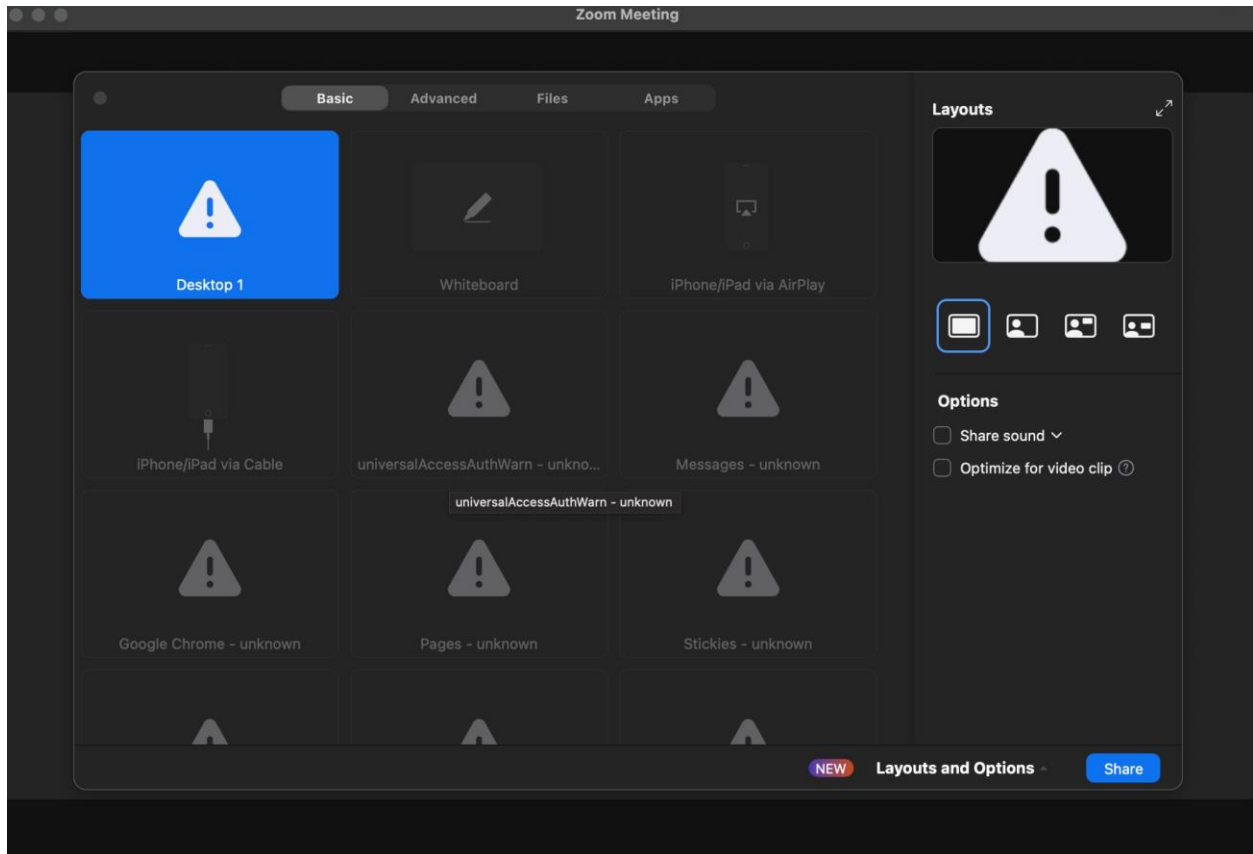 Zoom Meeting
Basic
Advanced
Files
Apps
Desktop 1
Whiteboard
iPhone/iPad via AirPlay
iPhone/iPad via Cable
universalAccessAuthWarn - unkno...
Messages - unknown
universalAccessAuthWarn - unknown
Google Chrome - unknown
Pages - unknown
Stickies - unknown
Layouts
Options
Share sound
Optimize for video clip ?
NEW
Layouts and Options
Share